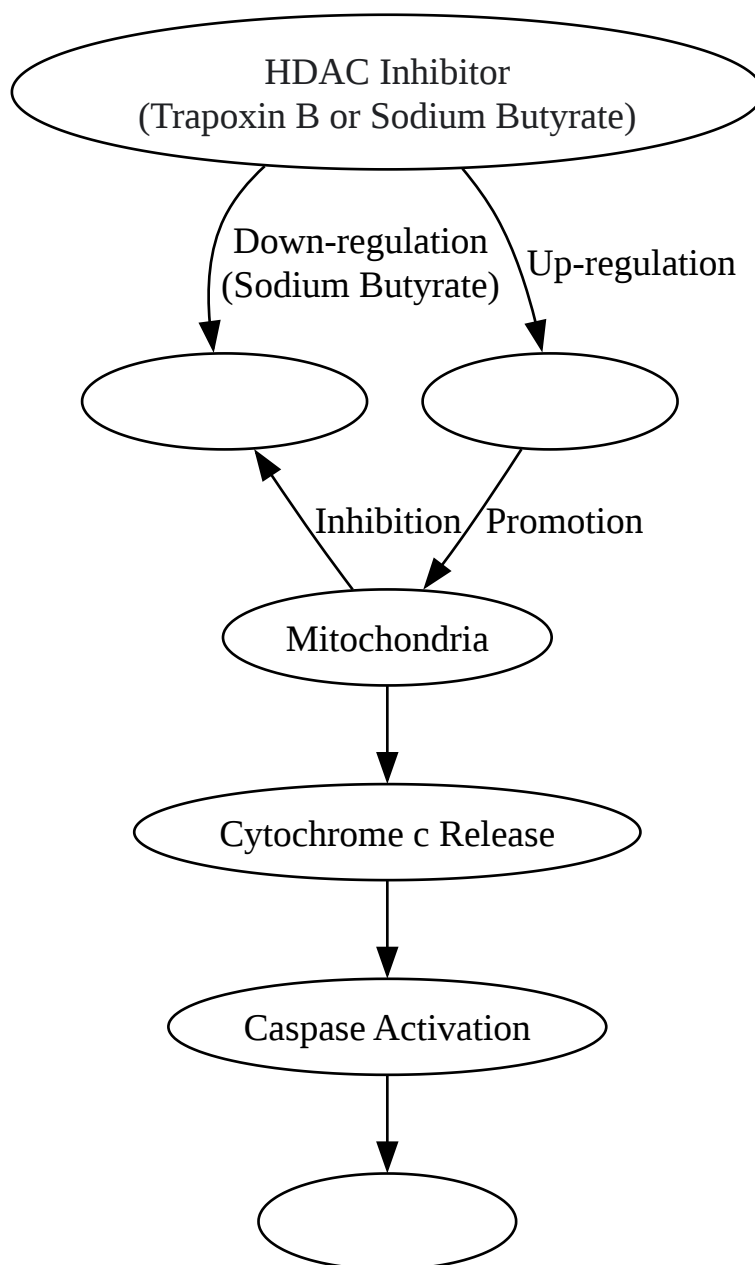 HDAC Inhibitor
(Trapoxin B or Sodium Butyrate)
Down-regulation
(Sodium Butyrate)
Up-regulation
Inhibition
Promotion
Mitochondria
Cytochrome c Release
Caspase Activation